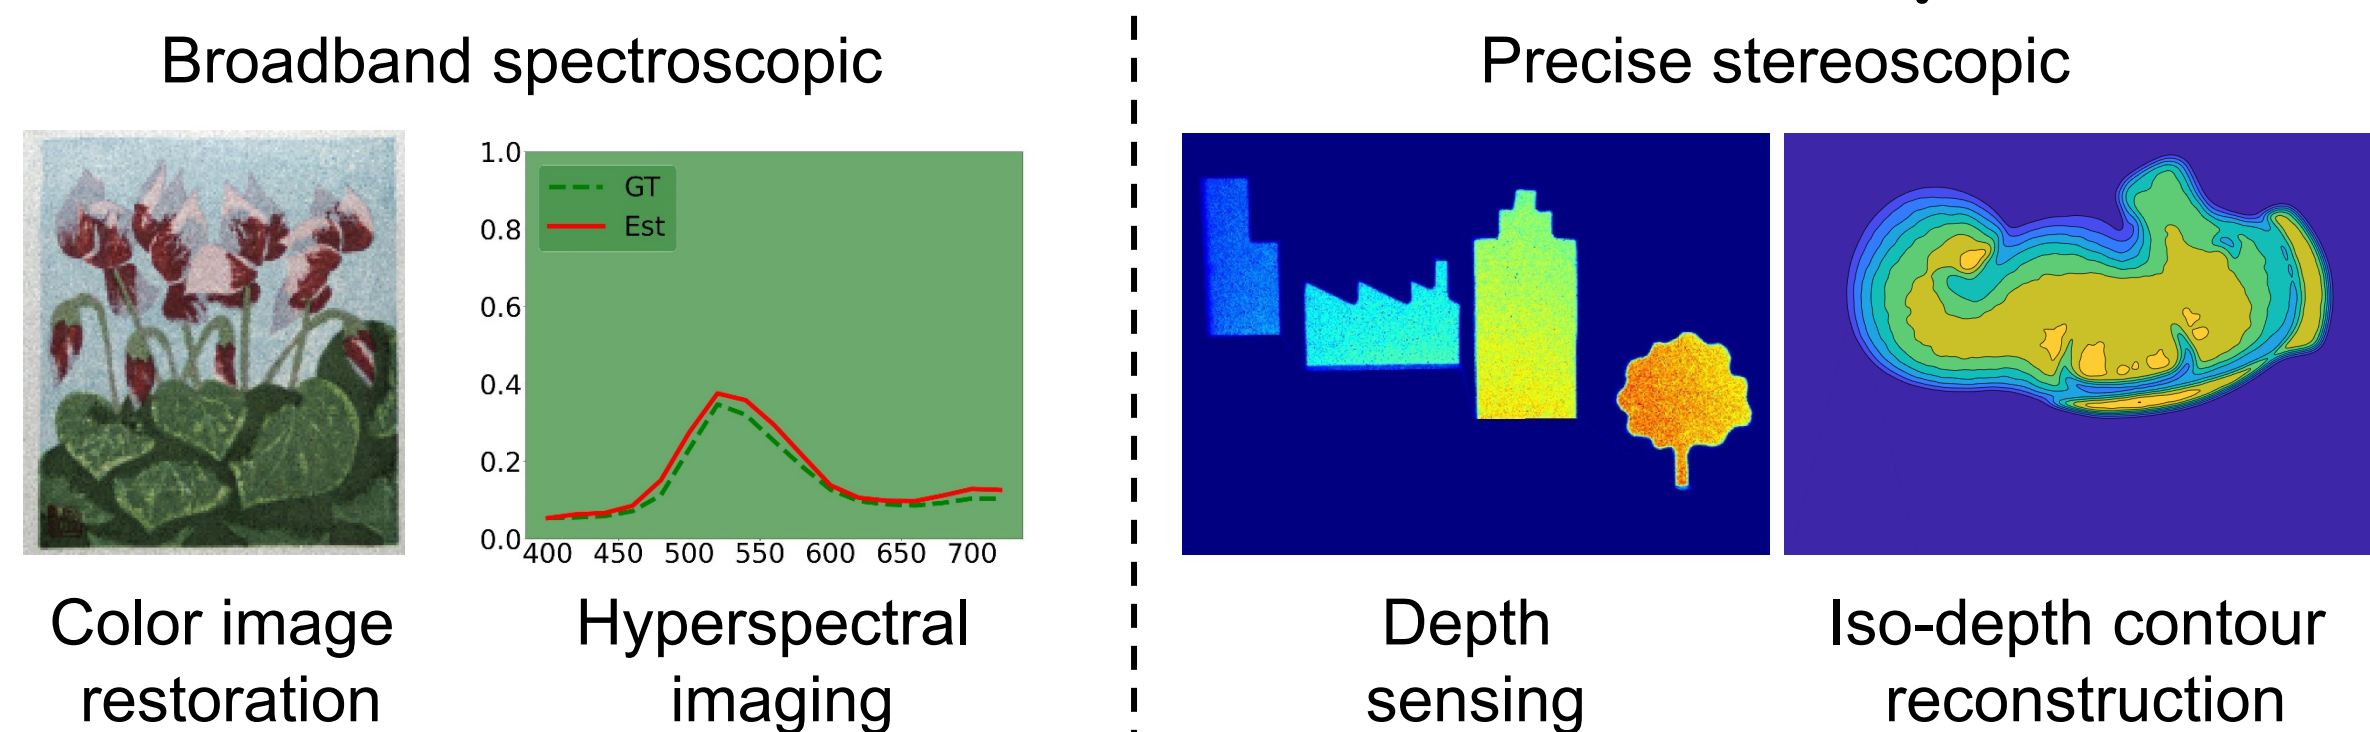 Broadband spectroscopic
1.0
0.8
0.6
0.4
0.2
0.0
GT
Est
400 450 500 550 600 650 700
Color image
restoration
Hyperspectral
imaging
Precise stereoscopic
Depth
sensing
Iso-depth contour
reconstruction